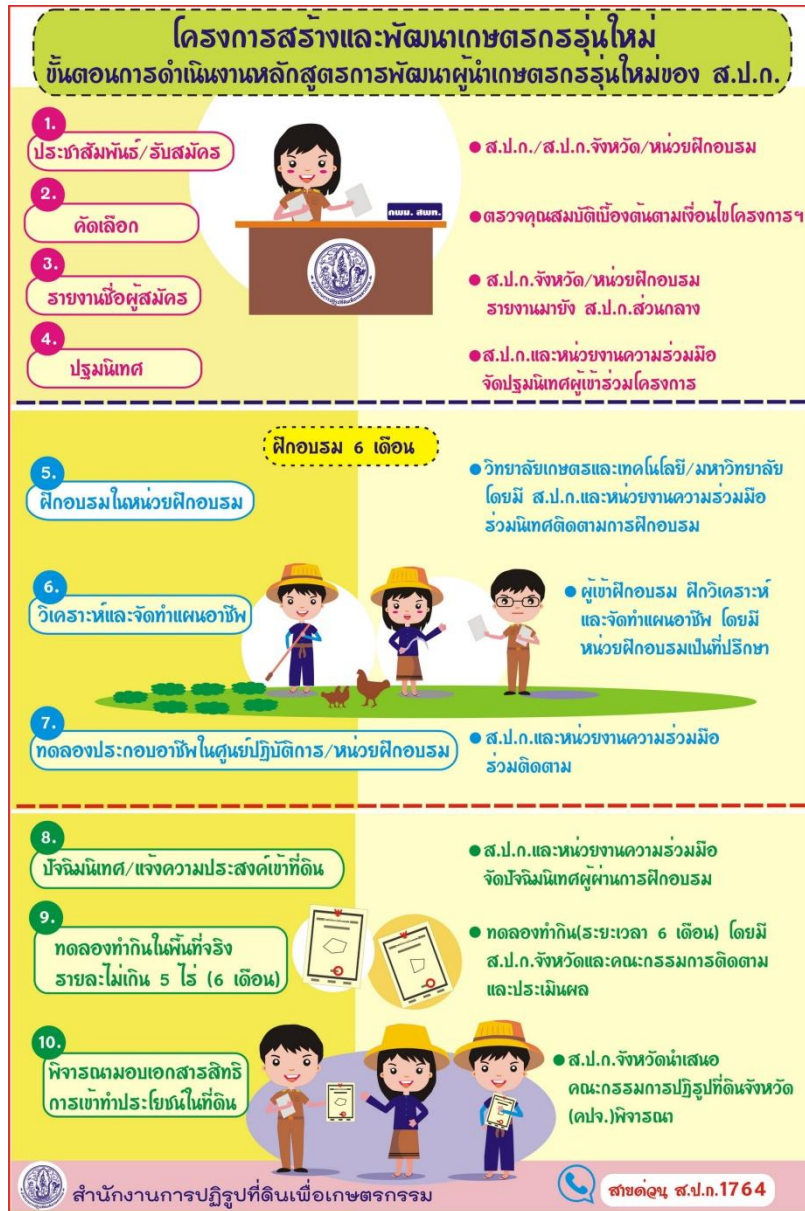 โครงการสร้างและพัฒนาเกษตรกรรุ่นใหม่
ขั้นตอนการดำเนินงานหลักสูตรการพัฒนาผู้นำเกษตรกรรุ่นใหม่ของ ส.ป.ก.
1.
ประชาสัมพันธ์/รับสมัคร
● ส.ป.ก./ส.ป.ก.จังหวัด/หน่วยฝึกอบรม
2.
คัดเลือก
● ตรวจคุณสมบัติเบื้องต้นตามเงื่อนไขโครงการฯ
กพม. สพท.
3.
รายงานชื่อผู้สมัคร
● ส.ป.ก.จังหวัด/หน่วยฝึกอบรม
รายงานมายัง ส.ป.ก.ส่วนกลาง
4.
ปฐมนิเทศ
● ส.ป.ก.และหน่วยงานความร่วมมือ
จัดปฐมนิเทศผู้เข้าร่วมโครงการ
ฝึกอบรม 6 เดือน
5.
ฝึกอบรมในหน่วยฝึกอบรม
● วิทยาลัยเกษตรและเทคโนโลยี/มหาวิทยาลัย
โดยมี ส.ป.ก.และหน่วยงานความร่วมมือ
ร่วมนิเทศติดตามการฝึกอบรม
6.
วิเคราะห์และจัดทำแผนอาชีพ
● ผู้เข้าฝึกอบรม ฝึกวิเคราะห์
และจัดทำแผนอาชีพ โดยมี
หน่วยฝึกอบรมเป็นที่ปรึกษา
7.
ทดลองประกอบอาชีพในศูนย์ปฏิบัติการ/หน่วยฝึกอบรม
● ส.ป.ก.และหน่วยงานความร่วมมือ
ร่วมติดตาม
8.
ปัจฉิมนิเทศ/แจ้งความประสงค์เข้าที่ดิน
● ส.ป.ก.และหน่วยงานความร่วมมือ
จัดปัจฉิมนิเทศผู้ผ่านการฝึกอบรม
9.
ทดลองทำกินในพื้นที่จริง
รายละไม่เกิน 5 ไร่ (6 เดือน)
● ทดลองทำกิน(ระยะเวลา 6 เดือน) โดยมี
ส.ป.ก.จังหวัดและคณะกรรมการติดตาม
และประเมินผล
10.
พิจารณามอบเอกสารสิทธิ
การเข้าทำประโยชน์ในที่ดิน
● ส.ป.ก.จังหวัดนำเสนอ
คณะกรรมการปฏิรูปที่ดินจังหวัด
(คปจ.)พิจารณา
สำนักงานการปฏิรูปที่ดินเพื่อเกษตรกรรม
สายด่วน ส.ป.ก.1764